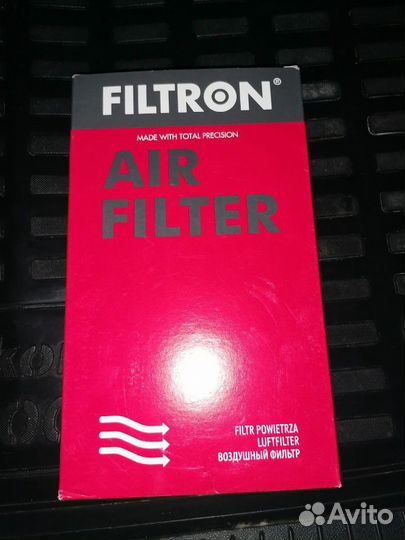 FILTRON®
MADE WITH TOTAL PRECISION
AIR
FILTER
FILTR POWIETRZA
LUFTFILTER
ВОЗДУШНЫЙ ФИЛЬТР
Avito